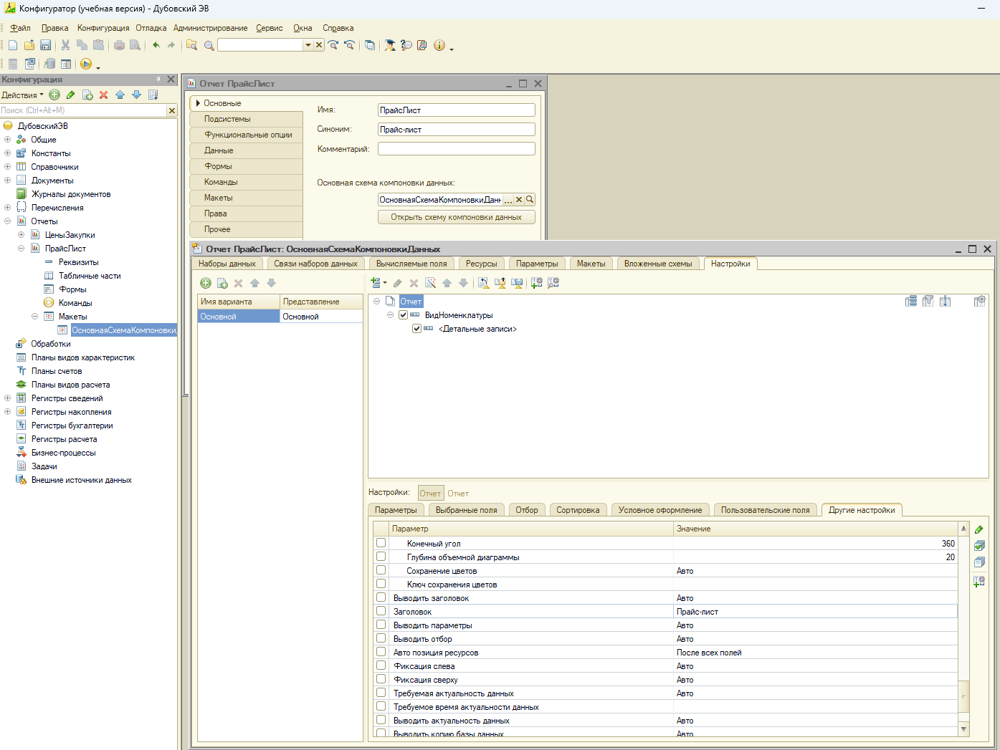 Конфигуратор (учебная версия) - Дубовский ЭВ
Файл Правка Конфигурация Отладка Администрирование Сервис Окна Справка
Конфигурация
Действия
Поиск (Ctrl+Alt+M)
ДубовскийЭВ
Общие
Константы
Справочники
Документы
Журналы документов
Перечисления
Отчеты
ЦеныЗакупки
ПрайсЛист
Реквизиты
Табличные части
Формы
Команды
Макеты
ОсновнаяСхемаКомпоновки
Обработки
Планы видов характеристик
Планы счетов
Планы видов расчета
Регистры сведений
Регистры накопления
Регистры бухгалтерии
Регистры расчета
Бизнес-процессы
Задачи
Внешние источники данных
Отчет ПрайсЛист
Основные
Подсистемы
Функциональные опции
Данные
Формы
Команды
Макеты
Права
Прочее
Имя: ПрайсЛист
Синоним: Прайс-лист
Комментарий:
Основная схема компоновки данных:
ОсновнаяСхемаКомпоновкиДанн ...
Открыть схему компоновки данных
Отчет ПрайсЛист: ОсновнаяСхемаКомпоновкиДанных
Наборы данных Связи наборов данных Вычисляемые поля Ресурсы Параметры Макеты Вложенные схемы Настройки
Имя варианта Представление
Основной Основной
Отчет
ВидНоменклатуры
<Детальные записи>
Настройки: Отчет Отчет
Параметры Выбранные поля Отбор Сортировка Условное оформление Пользовательские поля Другие настройки
Параметр Значение
Конечный угол 360
Глубина объемной диаграммы 20
Сохранение цветов Авто
Ключ сохранения цветов
Выводить заголовок Авто
Заголовок Прайс-лист
Выводить параметры Авто
Выводить отбор Авто
Авто позиция ресурсов После всех полей
Фиксация слева Авто
Фиксация сверху Авто
Требуемая актуальность данных Авто
Требуемое время актуальности данных
Выводить актуальность данных Авто
Выводить копию базы данных Авто